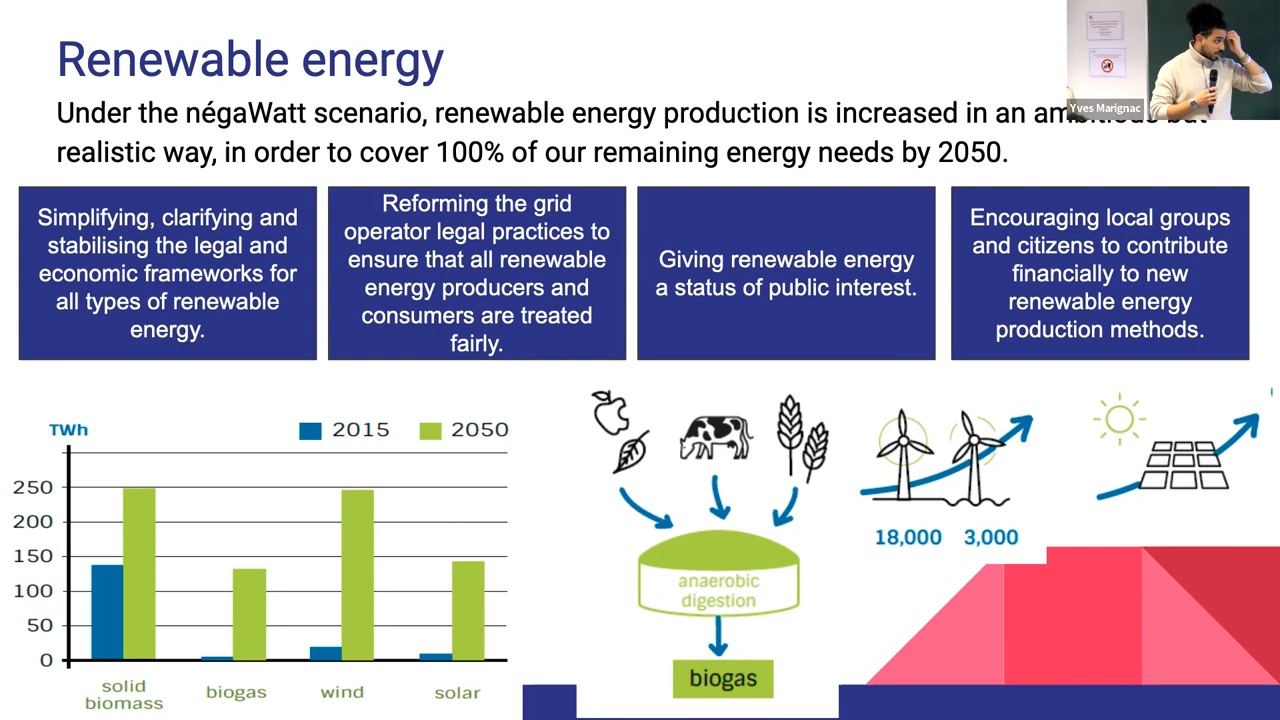 Renewable energy
Yves Marignac
Under the négaWatt scenario, renewable energy production is increased in an ambitious but
realistic way, in order to cover 100% of our remaining energy needs by 2050.
Simplifying, clarifying and
stabilising the legal and
economic frameworks for
all types of renewable
energy.
Reforming the grid
operator legal practices to
ensure that all renewable
energy producers and
consumers are treated
fairly.
Giving renewable energy
a status of public interest.
Encouraging local groups
and citizens to contribute
financially to new
renewable energy
production methods.
TWh
2015
2050
250
200
150
100
50
0
solid
biomass
biogas
wind
solar
anaerobic
digestion
biogas
18,000
3,000